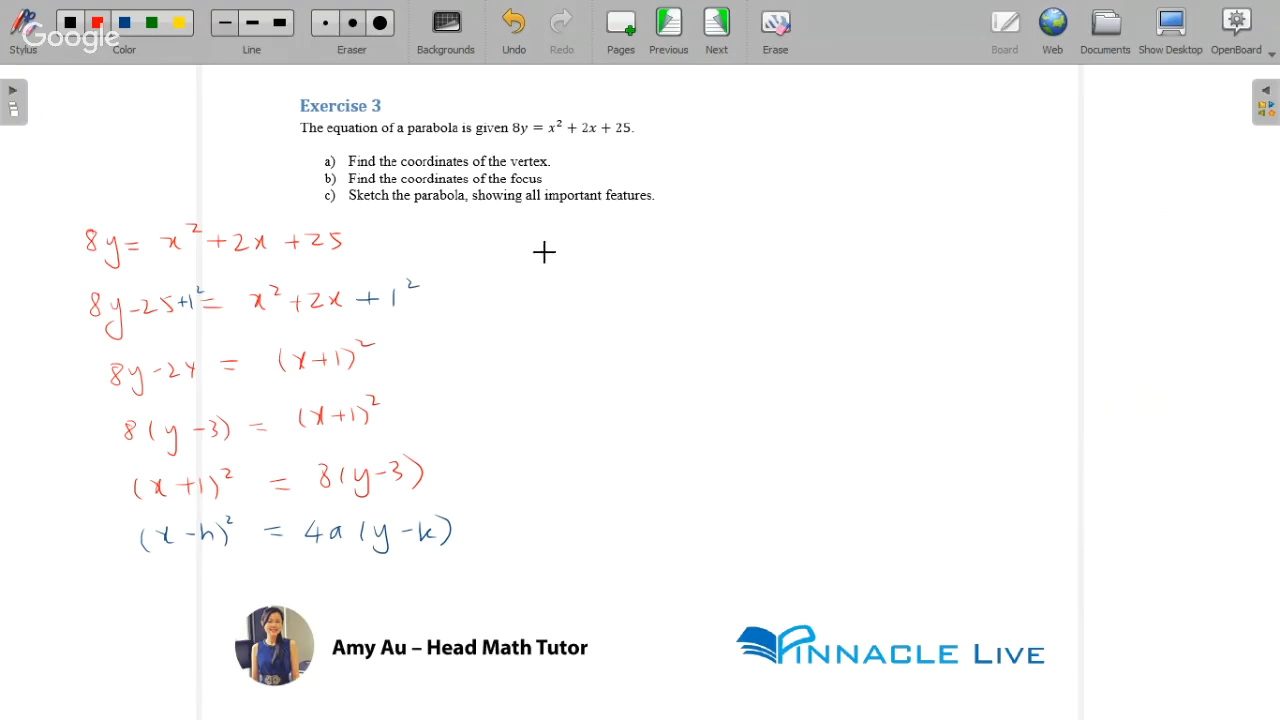 Stylus
Google
Color
Line
Eraser
Backgrounds
Undo
Redo
Pages
Previous
Next
Erase
Board
Web
Documents
Show Desktop
OpenBoard
Exercise 3
The equation of a parabola is given 8y = x² + 2x + 25.
a) Find the coordinates of the vertex.
b) Find the coordinates of the focus
c) Sketch the parabola, showing all important features.
8y = x² + 2x + 25
8y - 25 + 1² = x² + 2x + 1²
8y - 24 = (x+1)²
8(y - 3) = (x+1)²
(x+1)² = 8(y-3)
(x-h)² = 4a(y-k)
Amy Au – Head Math Tutor
PINNACLE LIVE